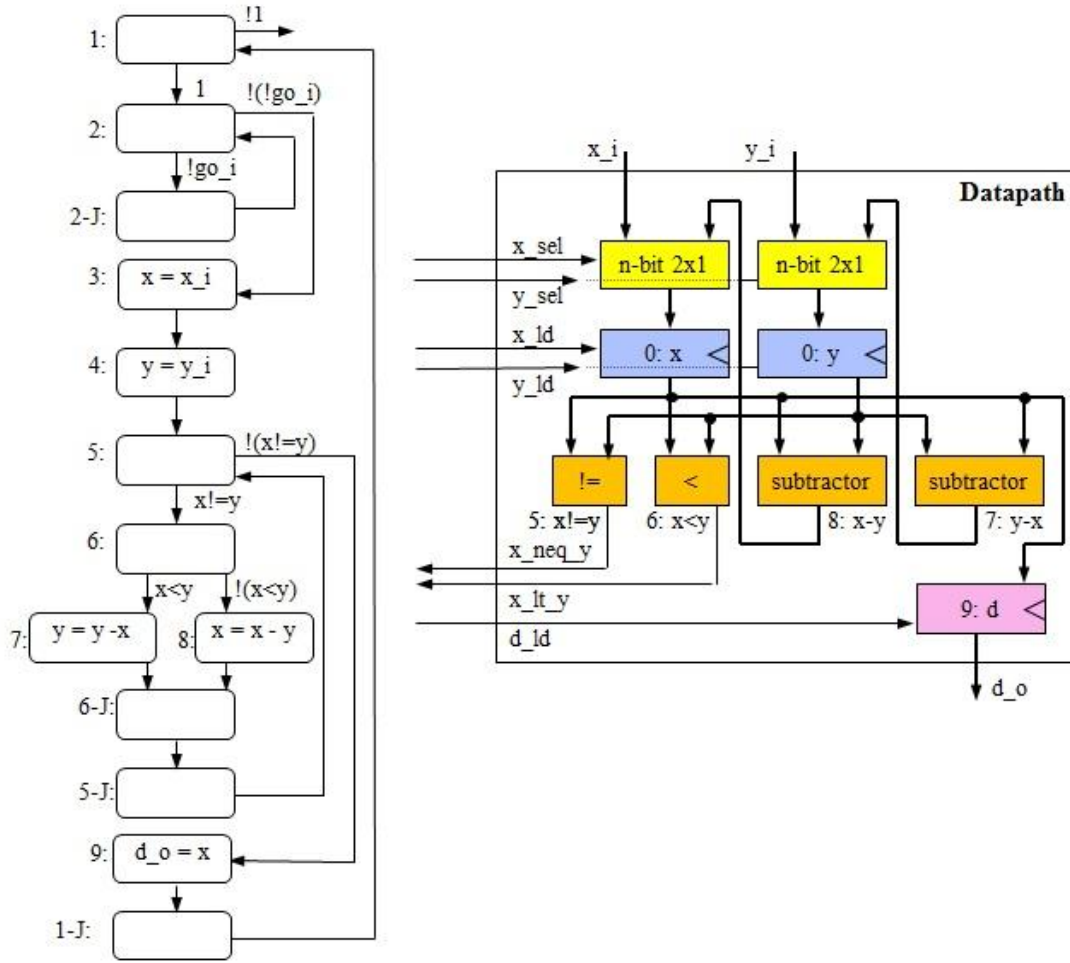 1:
!1
1
!(!go_i)
2:
!go_i
2-J:
3:
x = x_i
4:
y = y_i
5:
!(x!=y)
x!=y
6:
x<y
!(x<y)
7:
y = y -x
8:
x = x - y
6-J:
5-J:
9:
d_o = x
1-J:
x_i
y_i
Datapath
x_sel
n-bit 2x1
n-bit 2x1
y_sel
x_ld
0: x
0: y
y_ld
!=
<
subtractor
subtractor
5: x!=y
6: x<y
8: x-y
7: y-x
x_neq_y
x_lt_y
9: d
d_ld
d_o